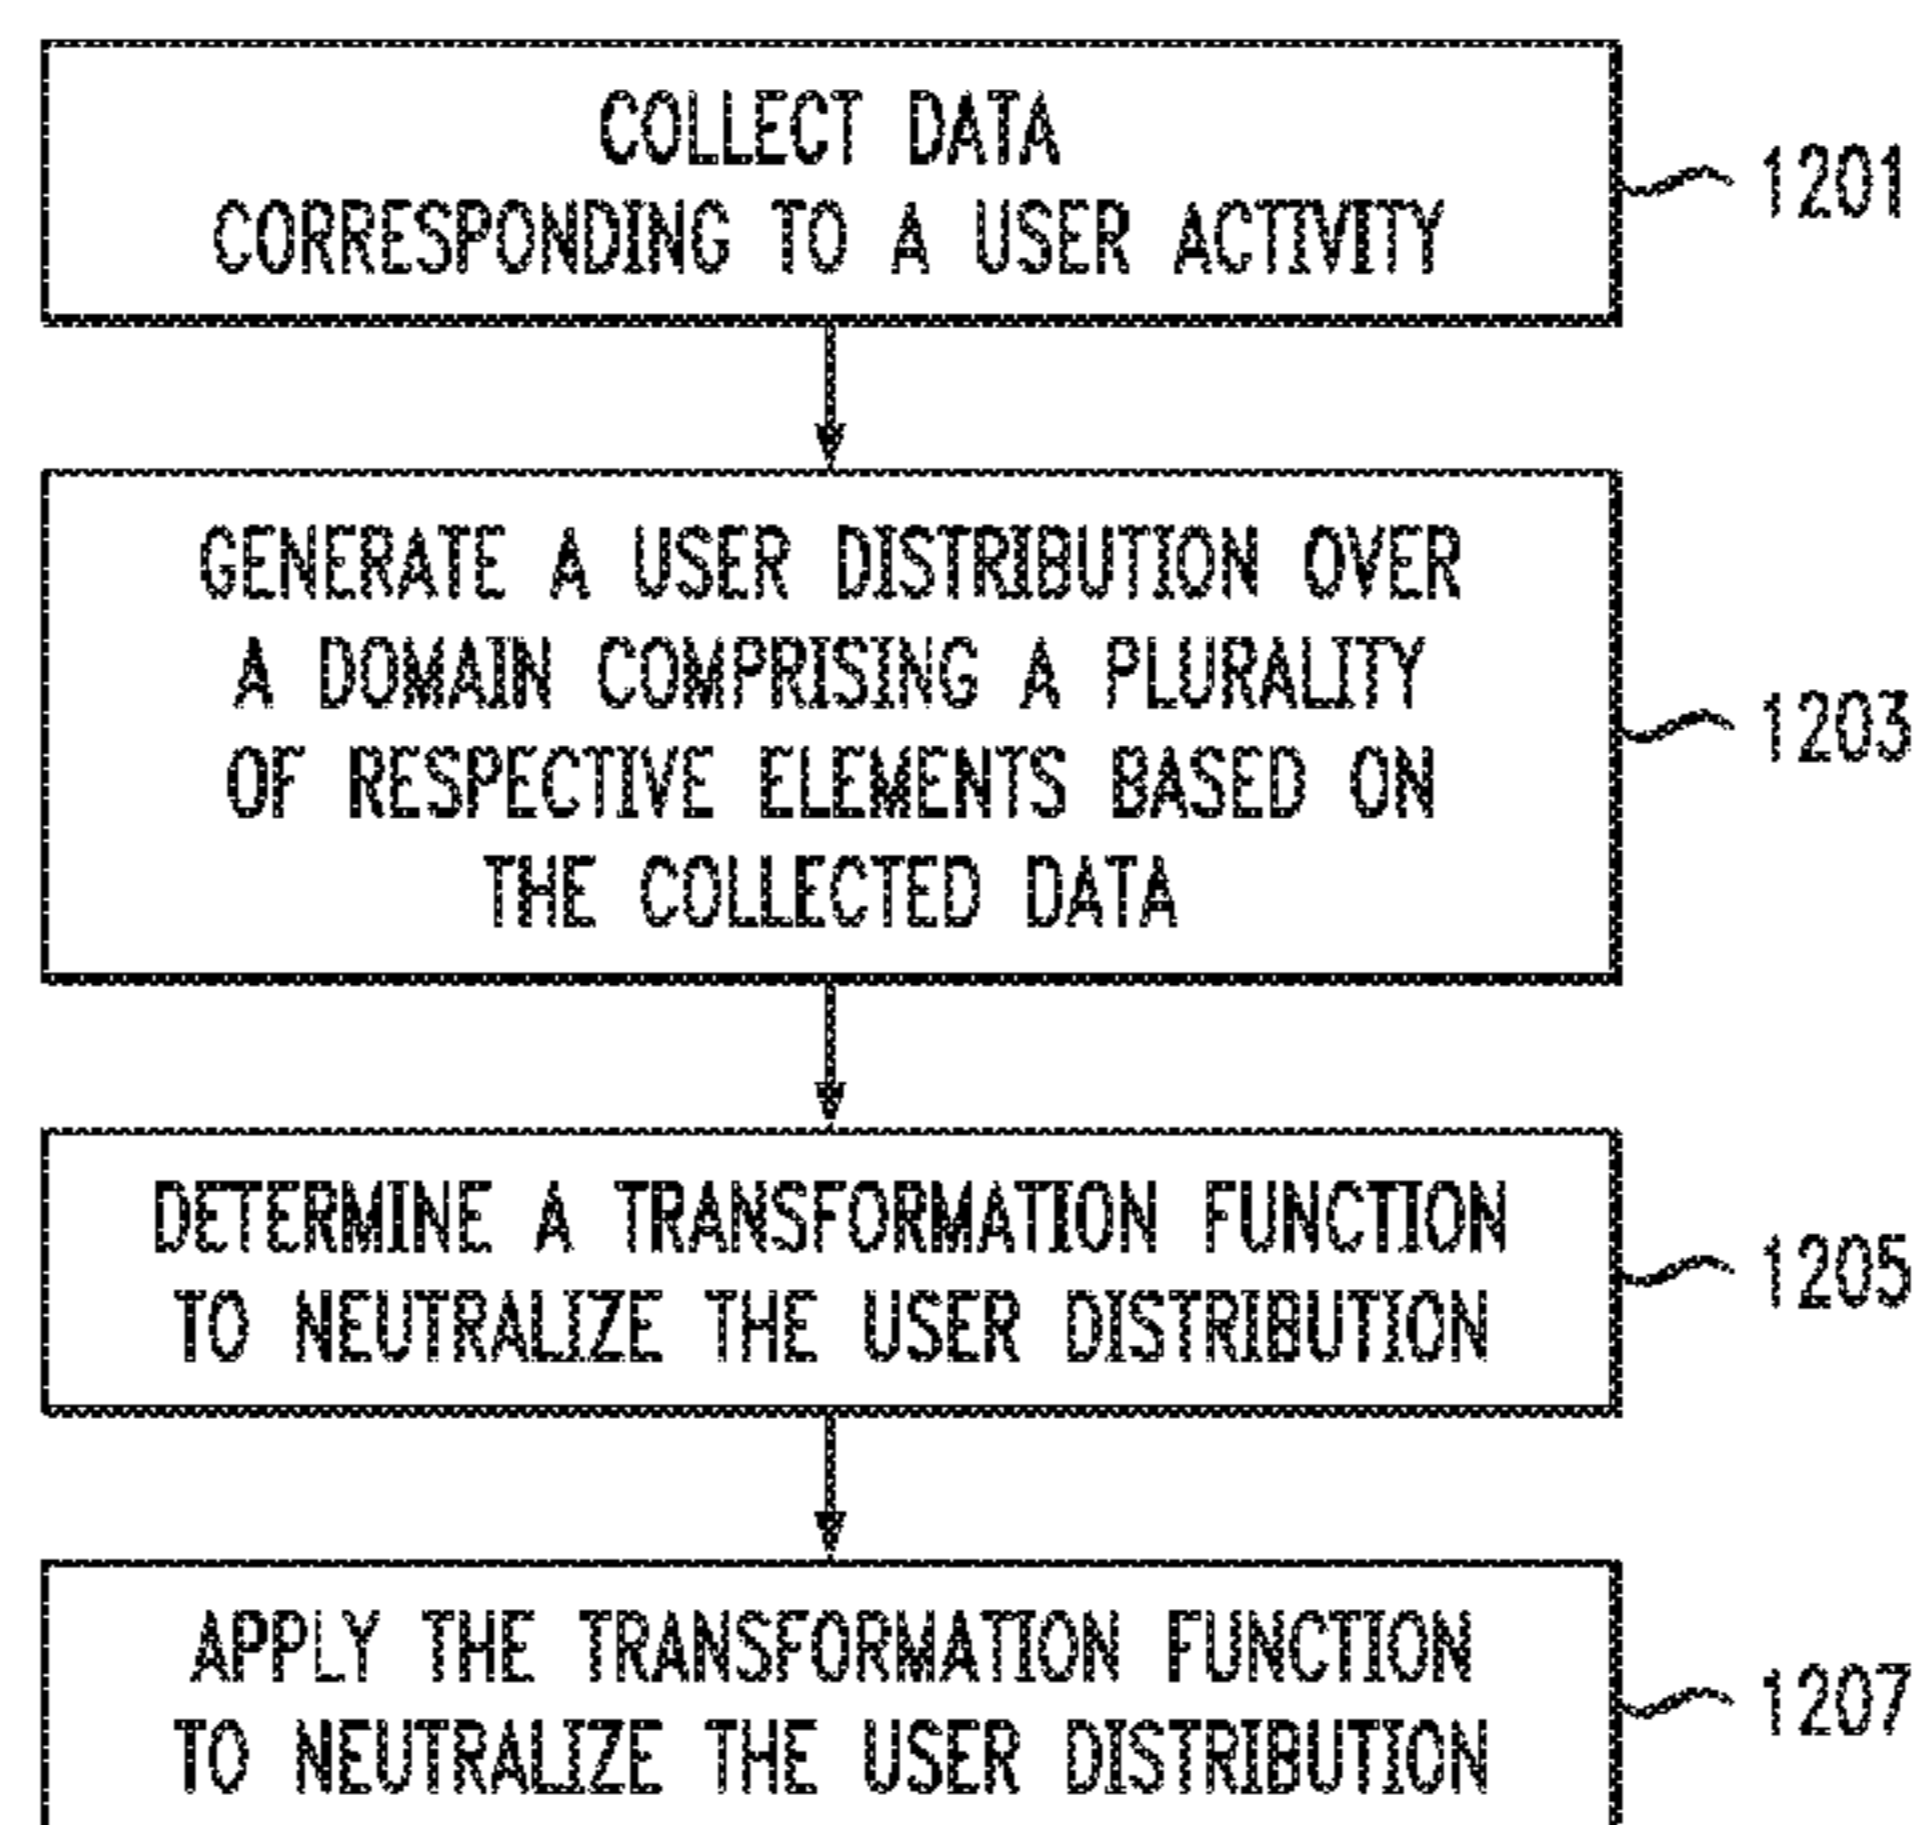 COLLECT DATA
CORRESPONDING TO A USER ACTIVITY
1201
GENERATE A USER DISTRIBUTION OVER
A DOMAIN COMPRISING A PLURALITY
OF RESPECTIVE ELEMENTS BASED ON
THE COLLECTED DATA
1203
DETERMINE A TRANSFORMATION FUNCTION
TO NEUTRALIZE THE USER DISTRIBUTION
1205
APPLY THE TRANSFORMATION FUNCTION
TO NEUTRALIZE THE USER DISTRIBUTION
1207